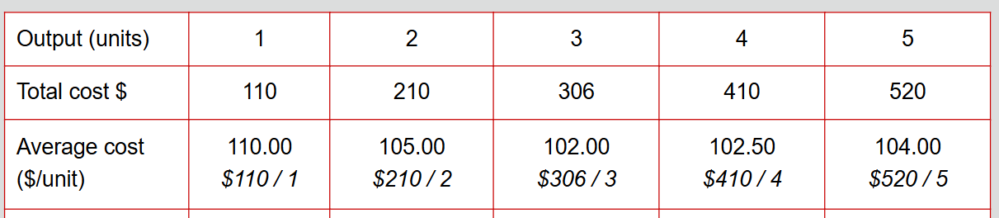 Output (units) 1 2 3 4 5
Total cost $ 110 210 306 410 520
Average cost 110.00 105.00 102.00 102.50 104.00
($/unit) $110 / 1 $210 / 2 $306 / 3 $410 / 4 $520 / 5